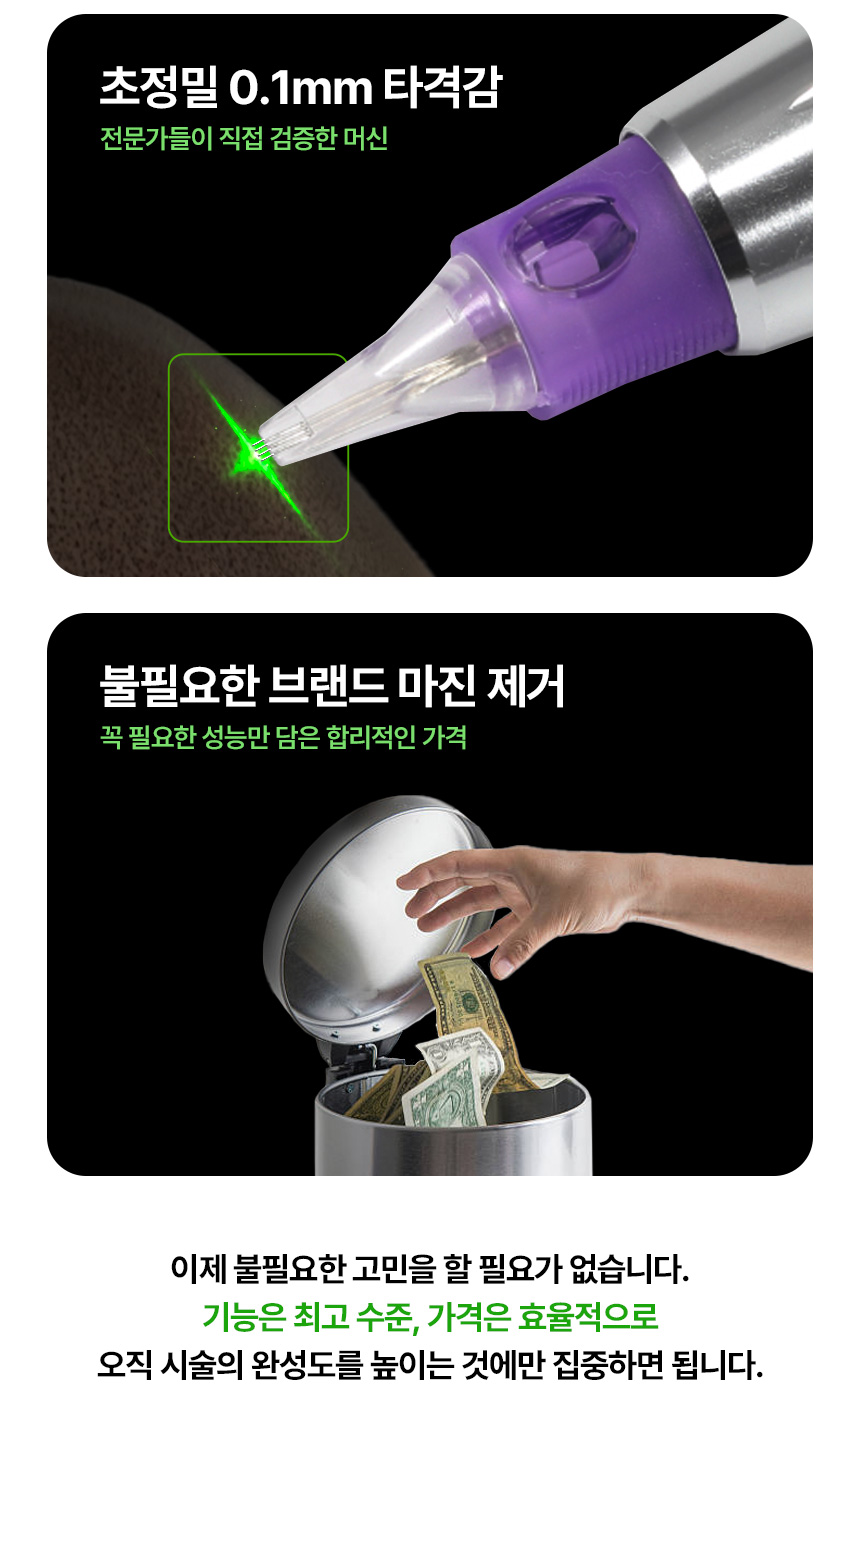 초정밀 0.1mm 타격감
전문가들이 직접 검증한 머신
불필요한 브랜드 마진 제거
꼭 필요한 성능만 담은 합리적인 가격
이제 불필요한 고민을 할 필요가 없습니다.
기능은 최고 수준, 가격은 효율적으로
오직 시술의 완성도를 높이는 것에만 집중하면 됩니다.